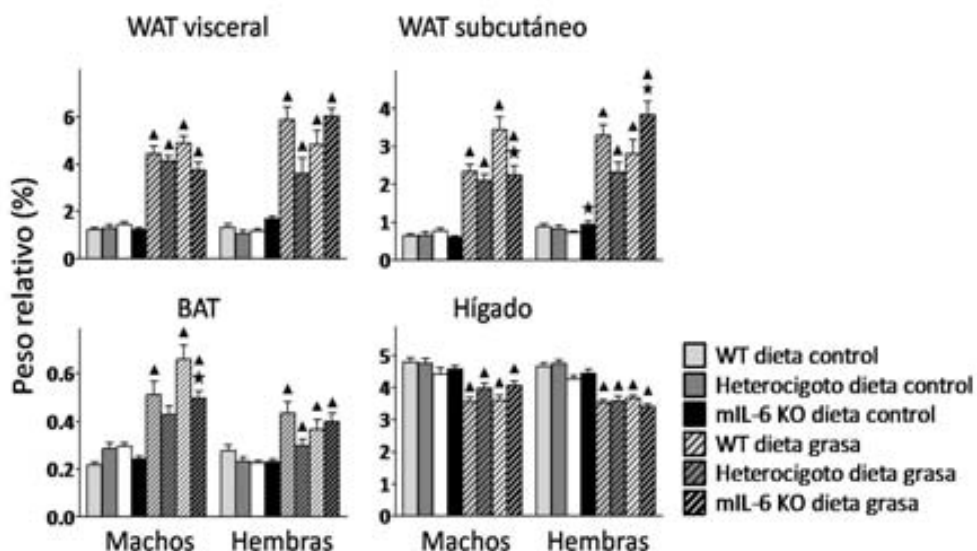 WAT visceral
WAT subcutáneo
Peso relativo (%)
6
4
2
0
4
3
2
1
0
BAT
Hígado
0.6
0.4
0.2
0.0
5
4
3
2
1
0
Machos
Hembras
Machos
Hembras
WT dieta control
Heterocigoto dieta control
mIL-6 KO dieta control
WT dieta grasa
Heterocigoto dieta grasa
mIL-6 KO dieta grasa